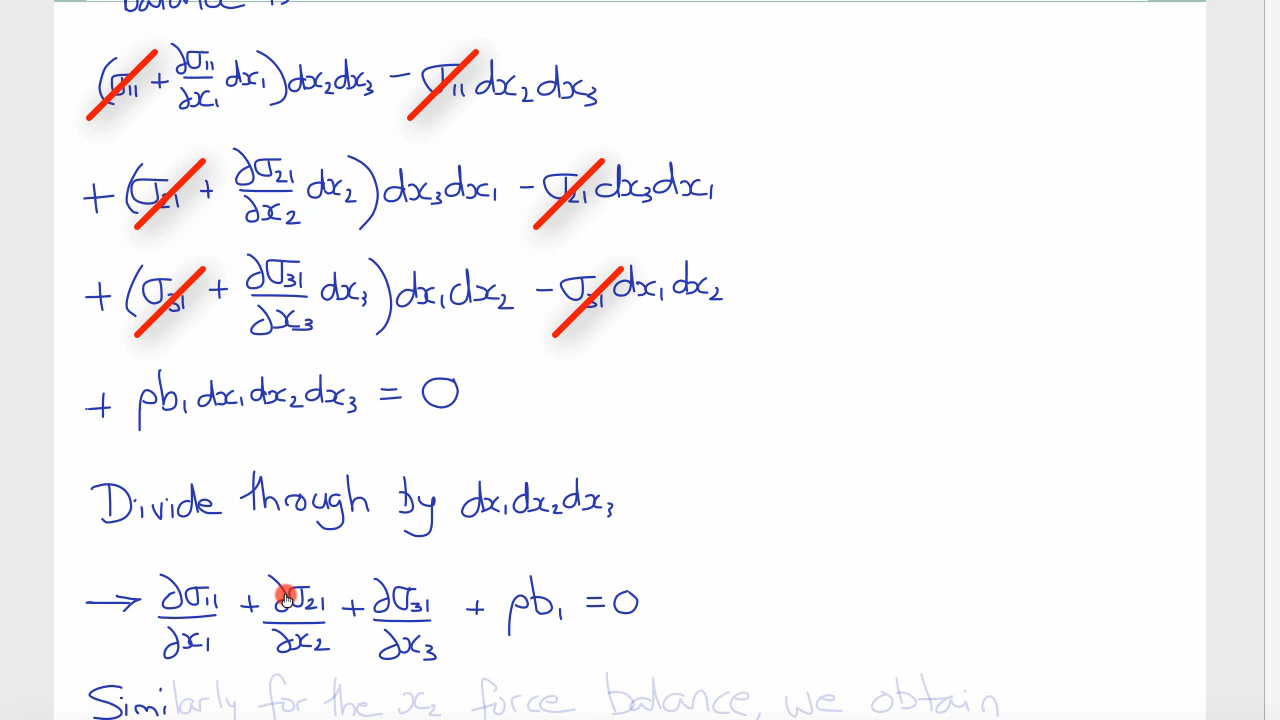 balance is
(σ₁₁ + ∂σ₁₁/∂x₁ dx₁) dx₂dx₃ − σ₁₁ dx₂dx₃
+ (σ₂₁ + ∂σ₂₁/∂x₂ dx₂) dx₃dx₁ − σ₂₁ dx₃dx₁
+ (σ₃₁ + ∂σ₃₁/∂x₃ dx₃) dx₁dx₂ − σ₃₁ dx₁dx₂
+ ρb₁ dx₁dx₂dx₃ = 0
Divide through by dx₁dx₂dx₃
→ ∂σ₁₁/∂x₁ + ∂σ₂₁/∂x₂ + ∂σ₃₁/∂x₃ + ρb₁ = 0
Similarly for the x₂ force balance, we obtain